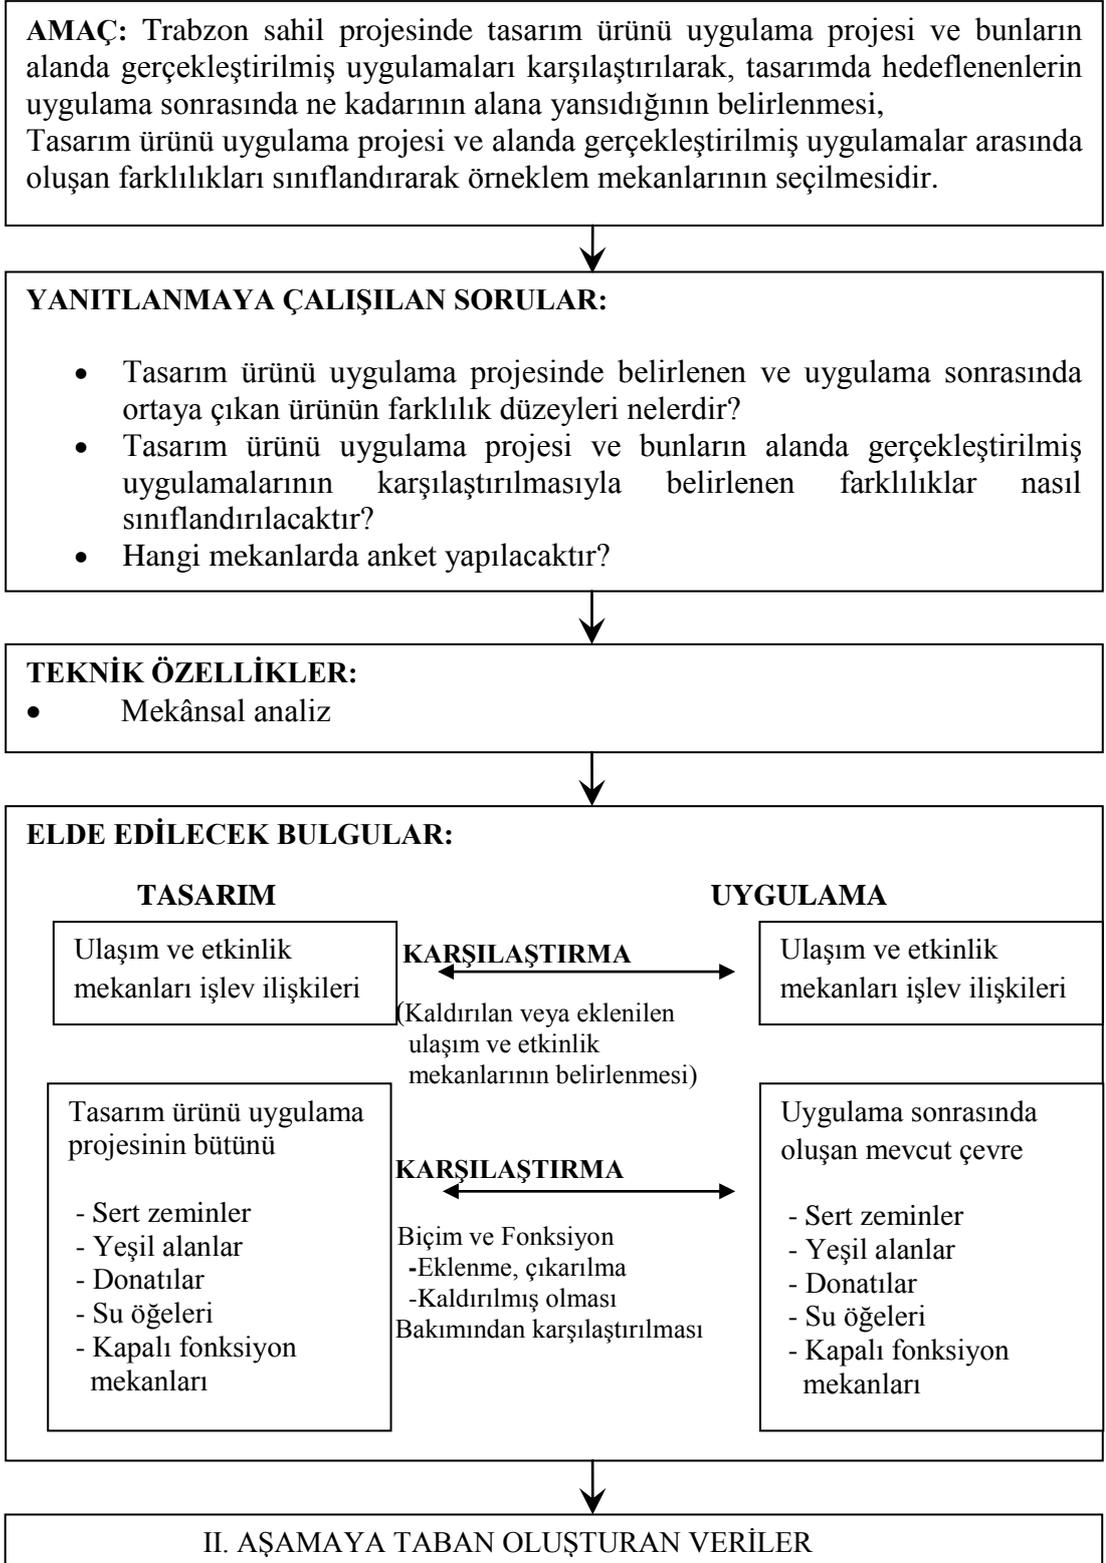 AMAÇ: Trabzon sahil projesinde tasarım ürünü uygulama projesi ve bunların
alanda gerçekleştirilmiş uygulamaları karşılaştırılarak, tasarımda hedeflenenlerin
uygulama sonrasında ne kadarının alana yansıdığının belirlenmesi,
Tasarım ürünü uygulama projesi ve alanda gerçekleştirilmiş uygulamalar arasında
oluşan farklılıkları sınıflandırarak örneklem mekanlarının seçilmesidir.
YANITLANMAYA ÇALIŞILAN SORULAR:
• Tasarım ürünü uygulama projesinde belirlenen ve uygulama sonrasında
ortaya çıkan ürünün farklılık düzeyleri nelerdir?
• Tasarım ürünü uygulama projesi ve bunların alanda gerçekleştirilmiş
uygulamalarının karşılaştırılmasıyla belirlenen farklılıklar nasıl
sınıflandırılacaktır?
• Hangi mekanlarda anket yapılacaktır?
TEKNİK ÖZELLİKLER:
• Mekânsal analiz
ELDE EDİLECEK BULGULAR:
TASARIM
Ulaşım ve etkinlik
mekanları işlev ilişkileri
KARŞILAŞTIRMA
(Kaldırılan veya eklenilen
ulaşım ve etkinlik
mekanlarının belirlenmesi)
UYGULAMA
Ulaşım ve etkinlik
mekanları işlev ilişkileri
Tasarım ürünü uygulama
projesinin bütünü
- Sert zeminler
- Yeşil alanlar
- Donatılar
- Su öğeleri
- Kapalı fonksiyon
mekanları
KARŞILAŞTIRMA
Biçim ve Fonksiyon
-Eklenme, çıkarılma
-Kaldırılmış olması
Bakımından karşılaştırılması
Uygulama sonrasında
oluşan mevcut çevre
- Sert zeminler
- Yeşil alanlar
- Donatılar
- Su öğeleri
- Kapalı fonksiyon
mekanları
II. AŞAMAYA TABAN OLUŞTURAN VERİLER